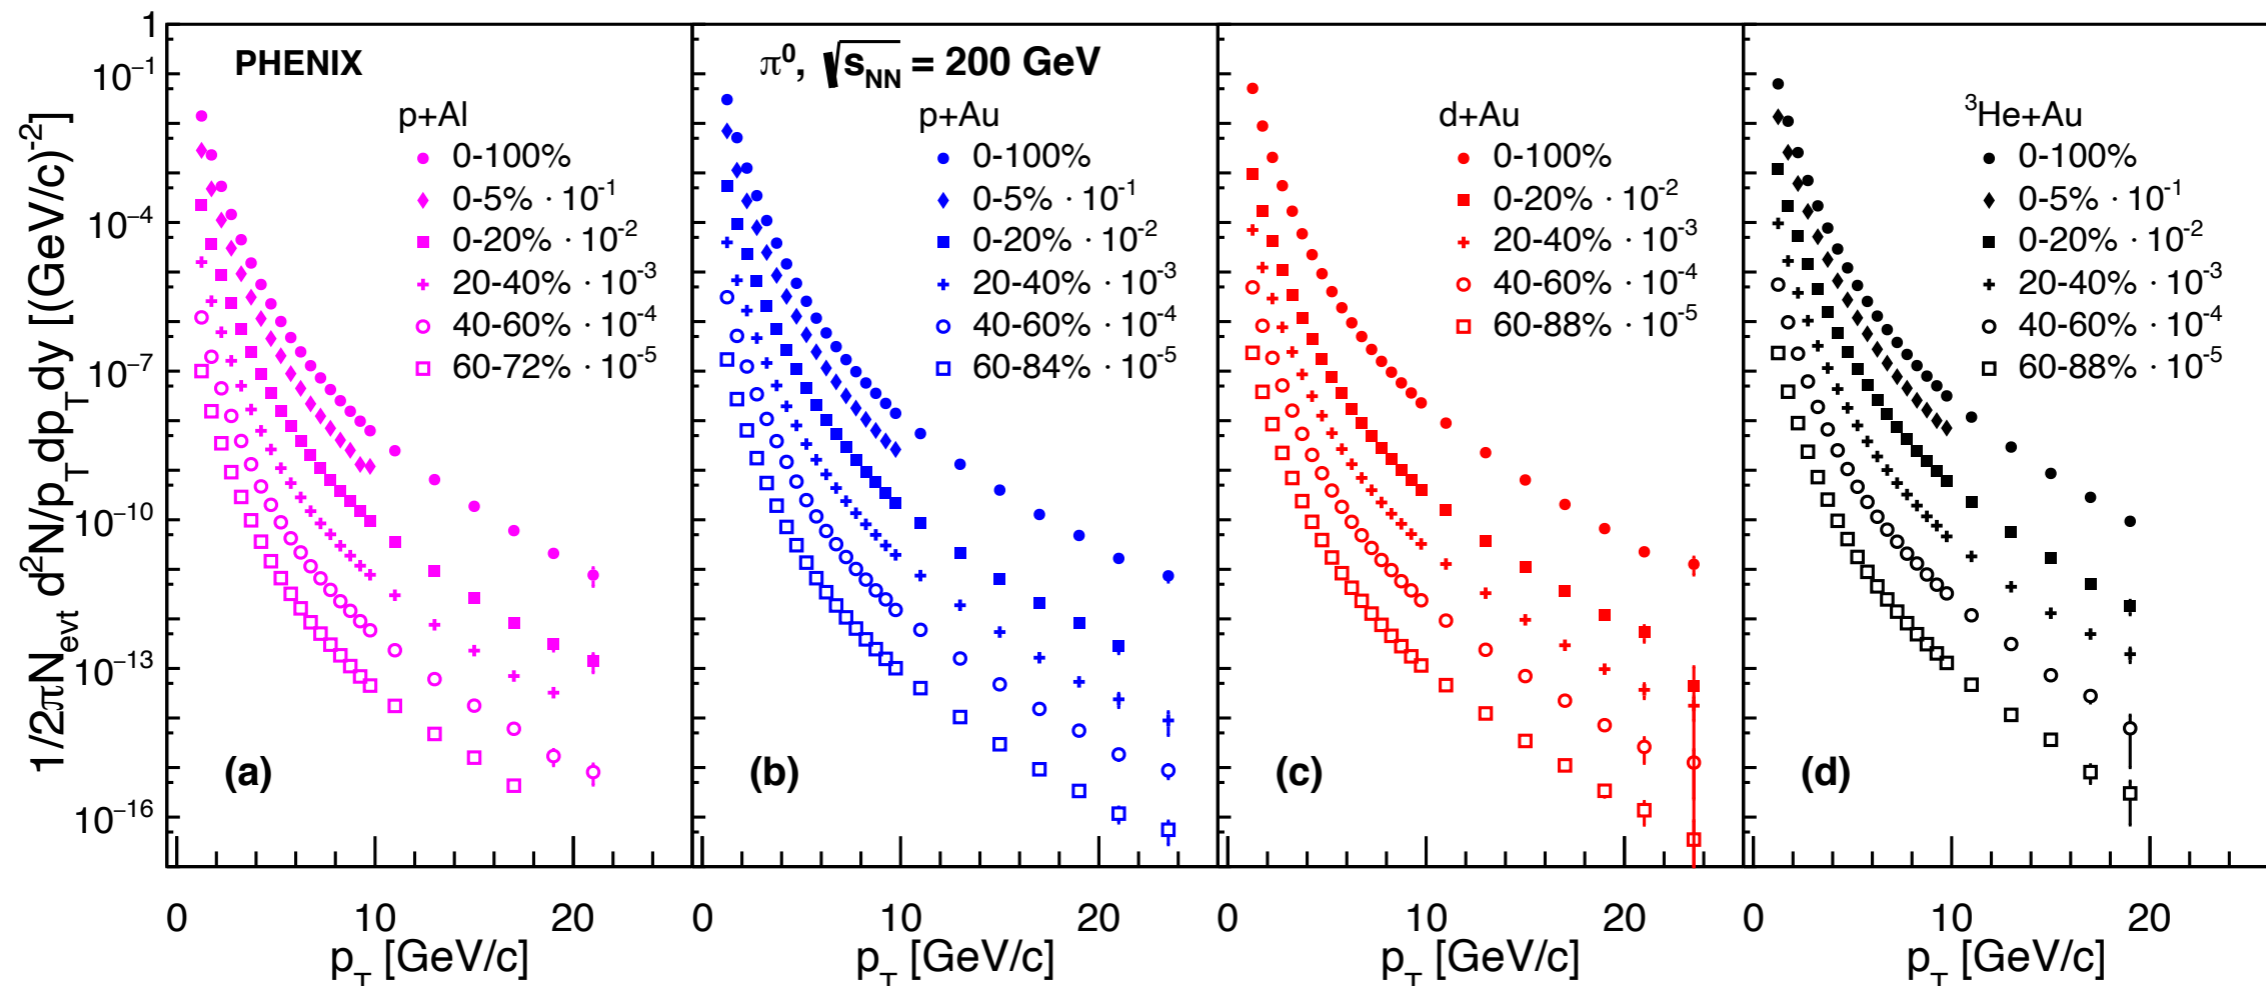 1/2πN_evt d²N/p_T dp_T dy [(GeV/c)⁻²]
1
10⁻¹
10⁻⁴
10⁻⁷
10⁻¹⁰
10⁻¹³
10⁻¹⁶
PHENIX
p+Al
0-100%
0-5% · 10⁻¹
0-20% · 10⁻²
20-40% · 10⁻³
40-60% · 10⁻⁴
60-72% · 10⁻⁵
(a)
0 10 20
p_T [GeV/c]
π⁰, √s_NN = 200 GeV
p+Au
0-100%
0-5% · 10⁻¹
0-20% · 10⁻²
20-40% · 10⁻³
40-60% · 10⁻⁴
60-84% · 10⁻⁵
(b)
0 10 20
p_T [GeV/c]
d+Au
0-100%
0-20% · 10⁻²
20-40% · 10⁻³
40-60% · 10⁻⁴
60-88% · 10⁻⁵
(c)
0 10 20
p_T [GeV/c]
³He+Au
0-100%
0-5% · 10⁻¹
0-20% · 10⁻²
20-40% · 10⁻³
40-60% · 10⁻⁴
60-88% · 10⁻⁵
(d)
0 10 20
p_T [GeV/c]